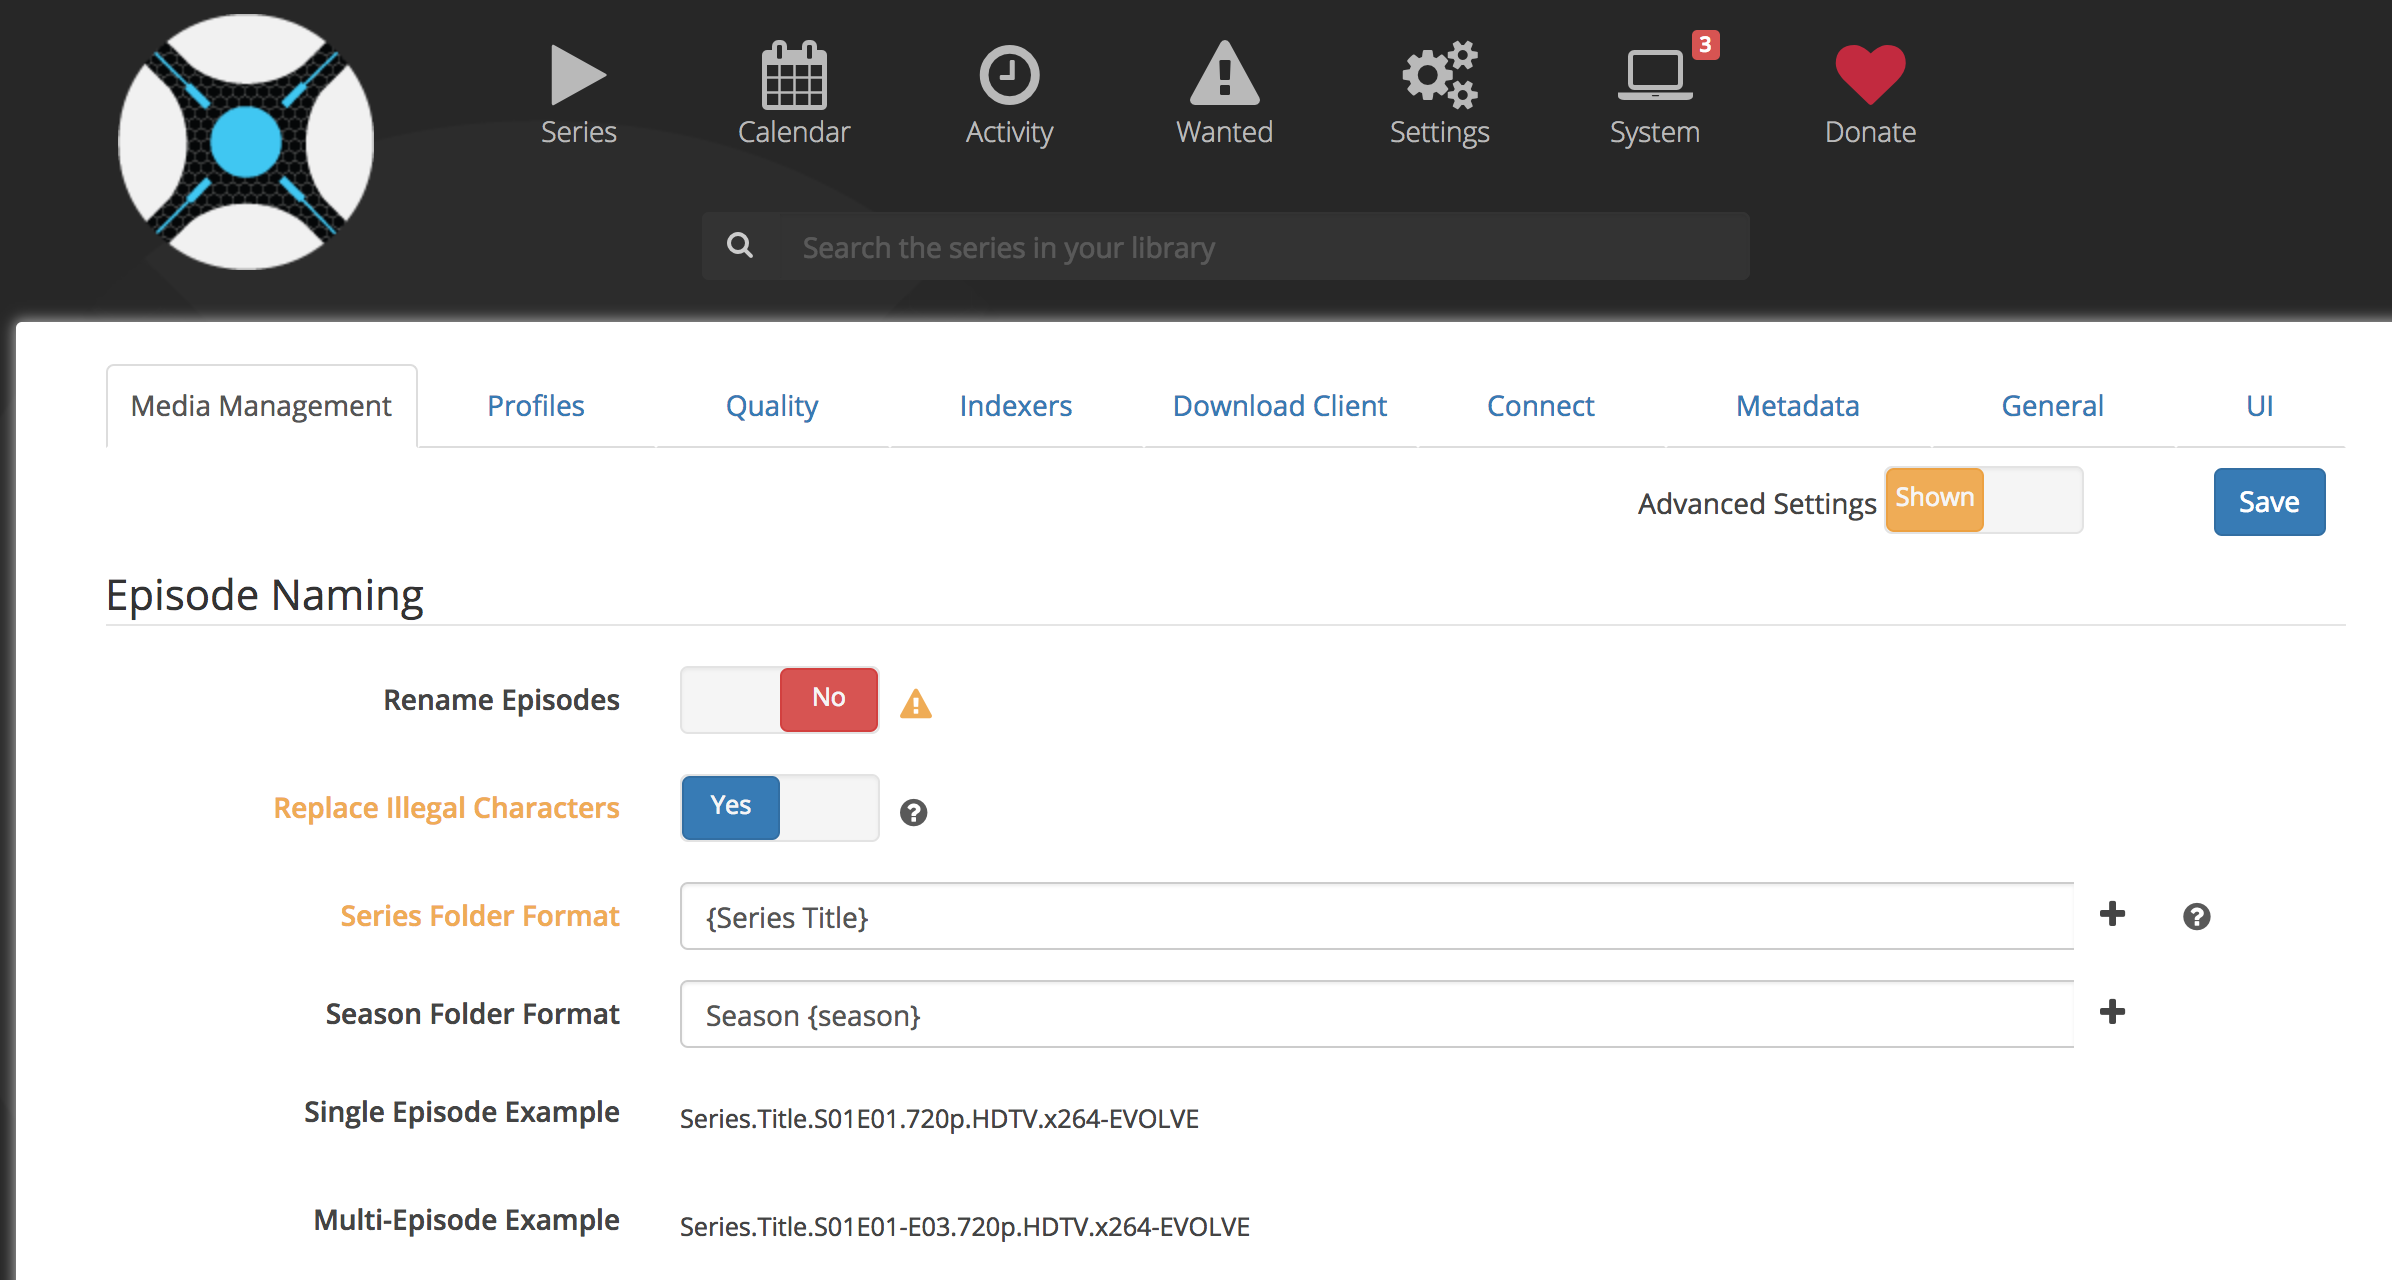 3
Series
Calendar
Activity
Wanted
Settings
System
Donate
Search the series in your library
Media Management
Profiles
Quality
Indexers
Download Client
Connect
Metadata
General
UI
Advanced Settings
Shown
Save
Episode Naming
Rename Episodes
No
Replace Illegal Characters
Yes
Series Folder Format
{Series Title}
Season Folder Format
Season {season}
Single Episode Example
Series.Title.S01E01.720p.HDTV.x264-EVOLVE
Multi-Episode Example
Series.Title.S01E01-E03.720p.HDTV.x264-EVOLVE